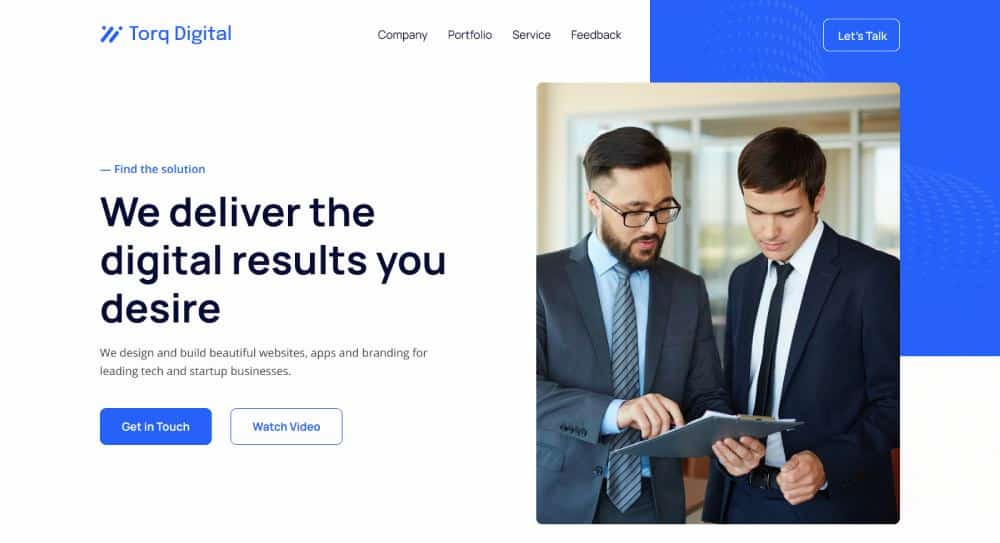 Torq Digital
Company
Portfolio
Service
Feedback
Let's Talk
— Find the solution
We deliver the
digital results you
desire
We design and build beautiful websites, apps and branding for
leading tech and startup businesses.
Get in Touch
Watch Video